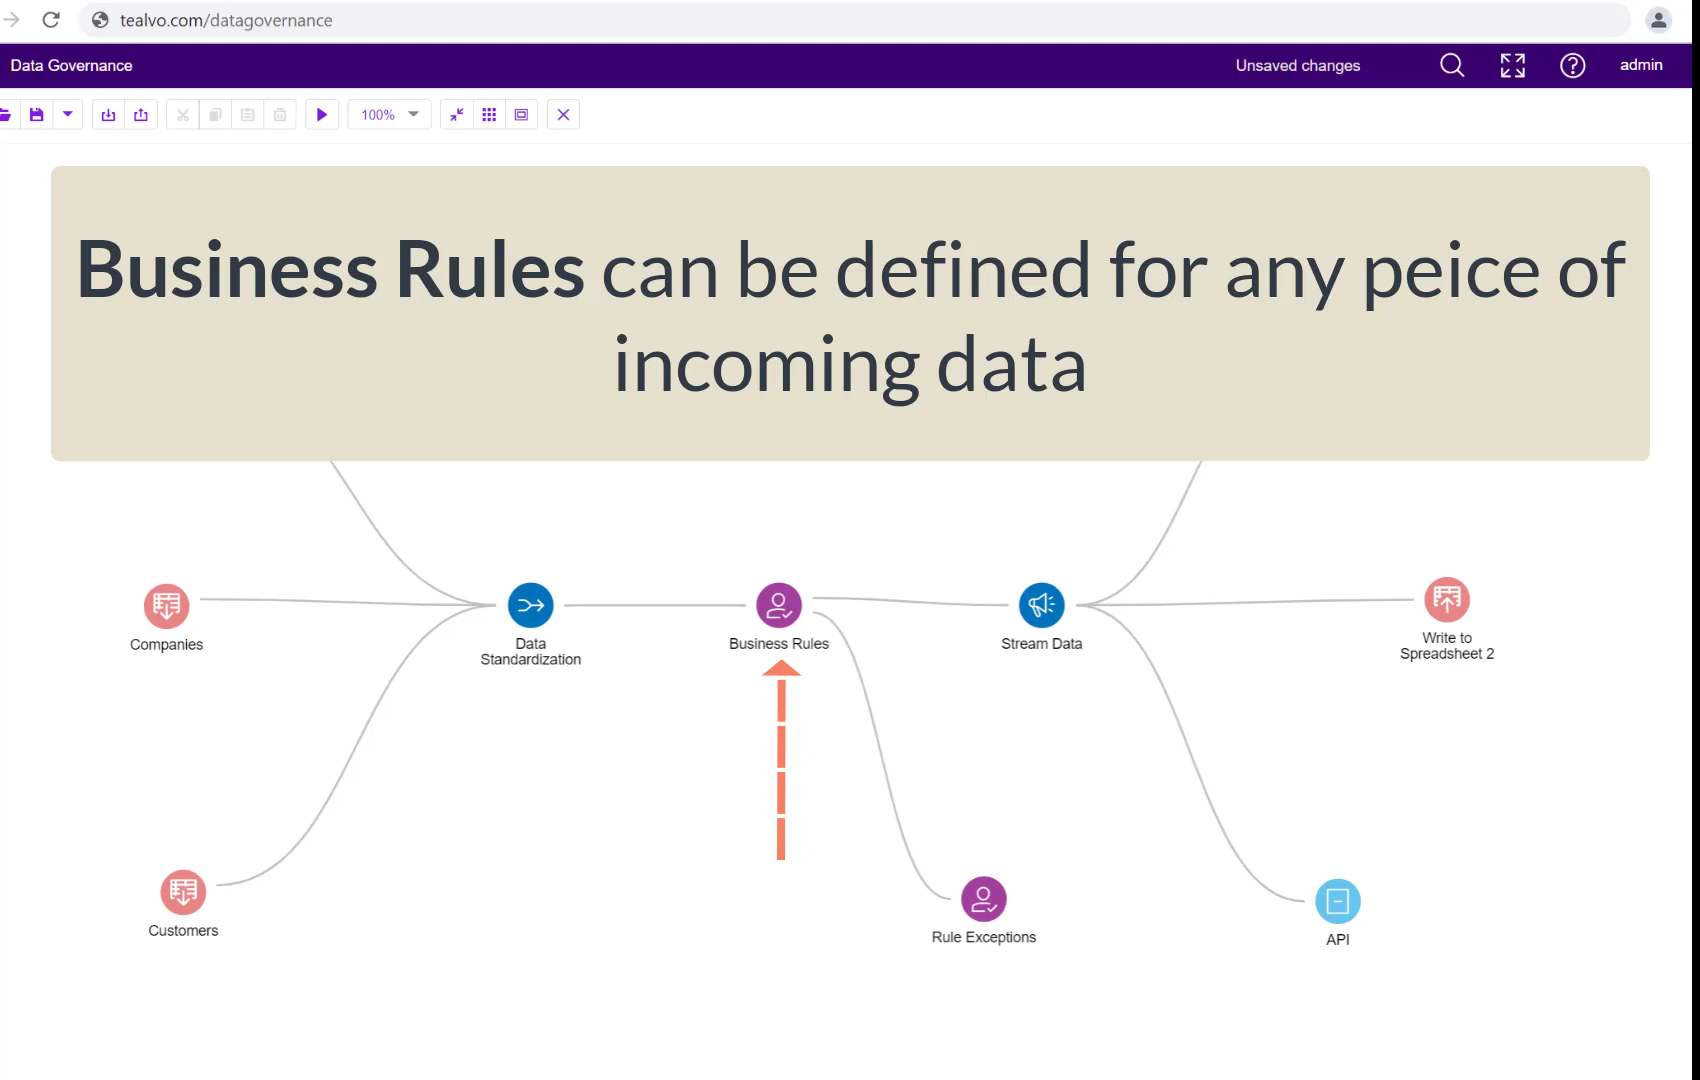 tealvo.com/datagovernance
Data Governance
Unsaved changes
admin
100%
Business Rules can be defined for any peice of
incoming data
Companies
Data
Standardization
Business Rules
Stream Data
Write to
Spreadsheet 2
Customers
Rule Exceptions
API